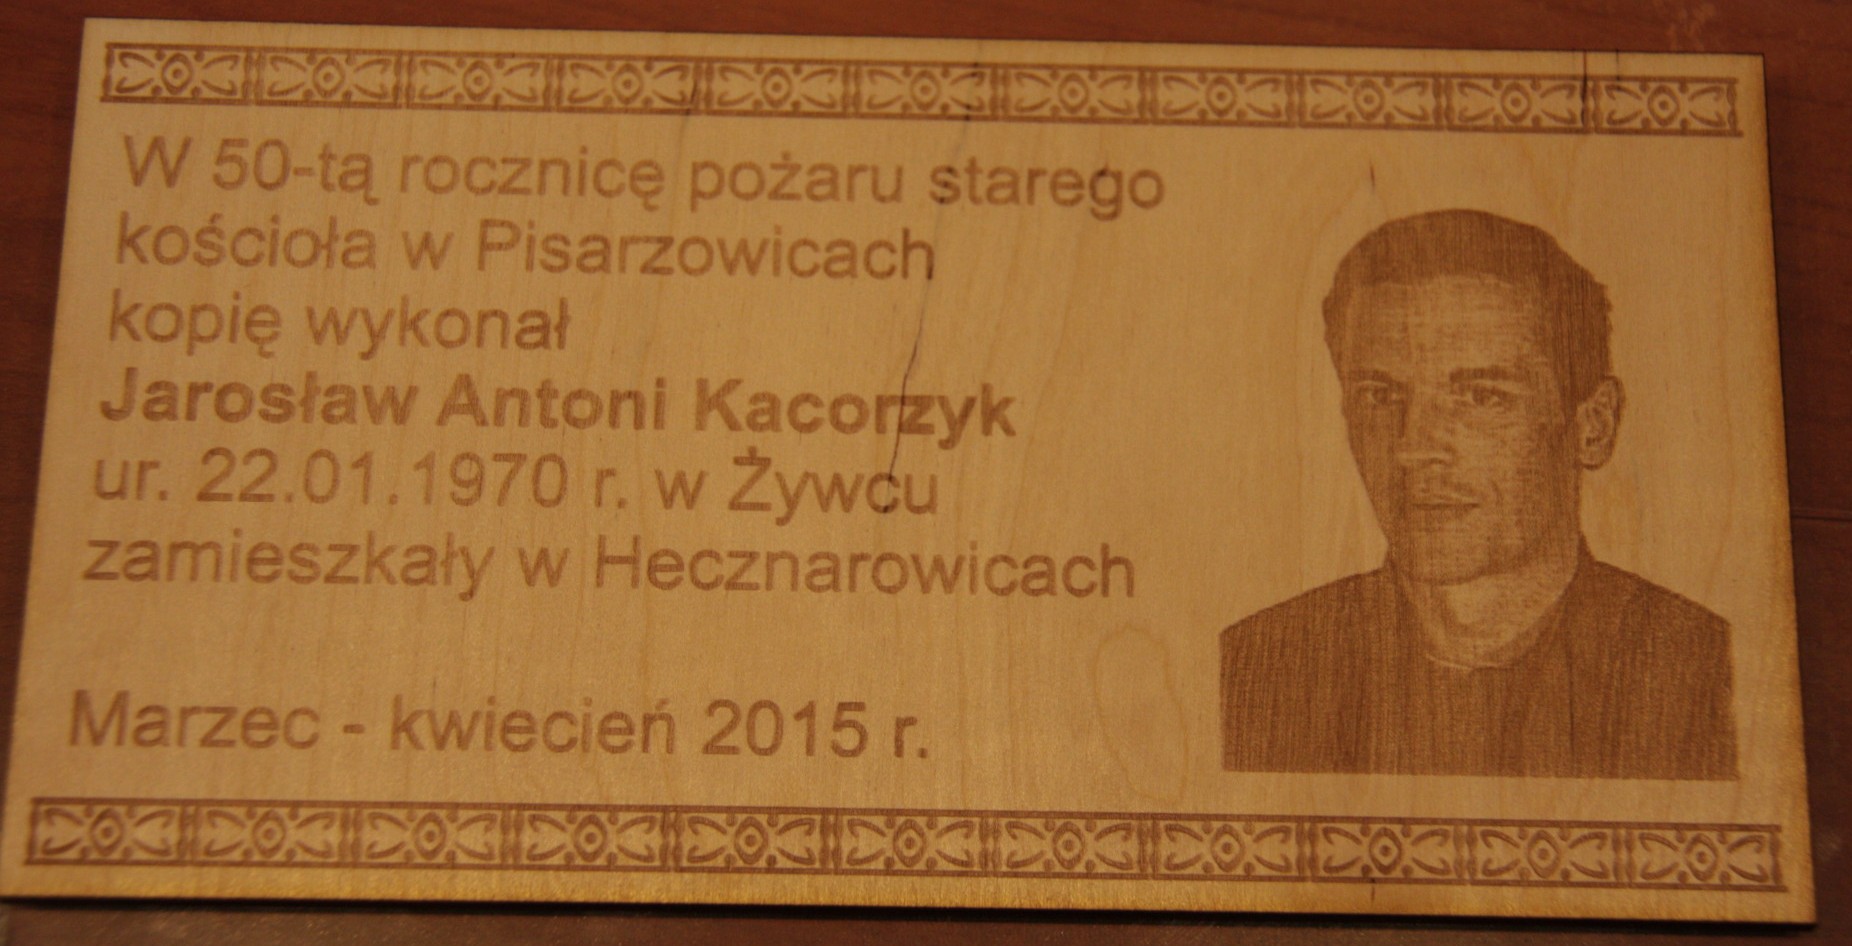 W 50-tą rocznicę pożaru starego
kościoła w Pisarzowicach
kopię wykonał
Jarosław Antoni Kacorzyk
ur. 22.01.1970 r. w Żywcu
zamieszkały w Hecznarowicach
Marzec - kwiecień 2015 r.